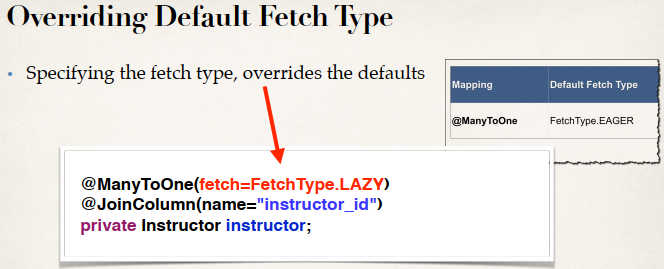 Overriding Default Fetch Type
• Specifying the fetch type, overrides the defaults
Mapping Default Fetch Type
@ManyToOne FetchType.EAGER
@ManyToOne(fetch=FetchType.LAZY)
@JoinColumn(name="instructor_id")
private Instructor instructor;